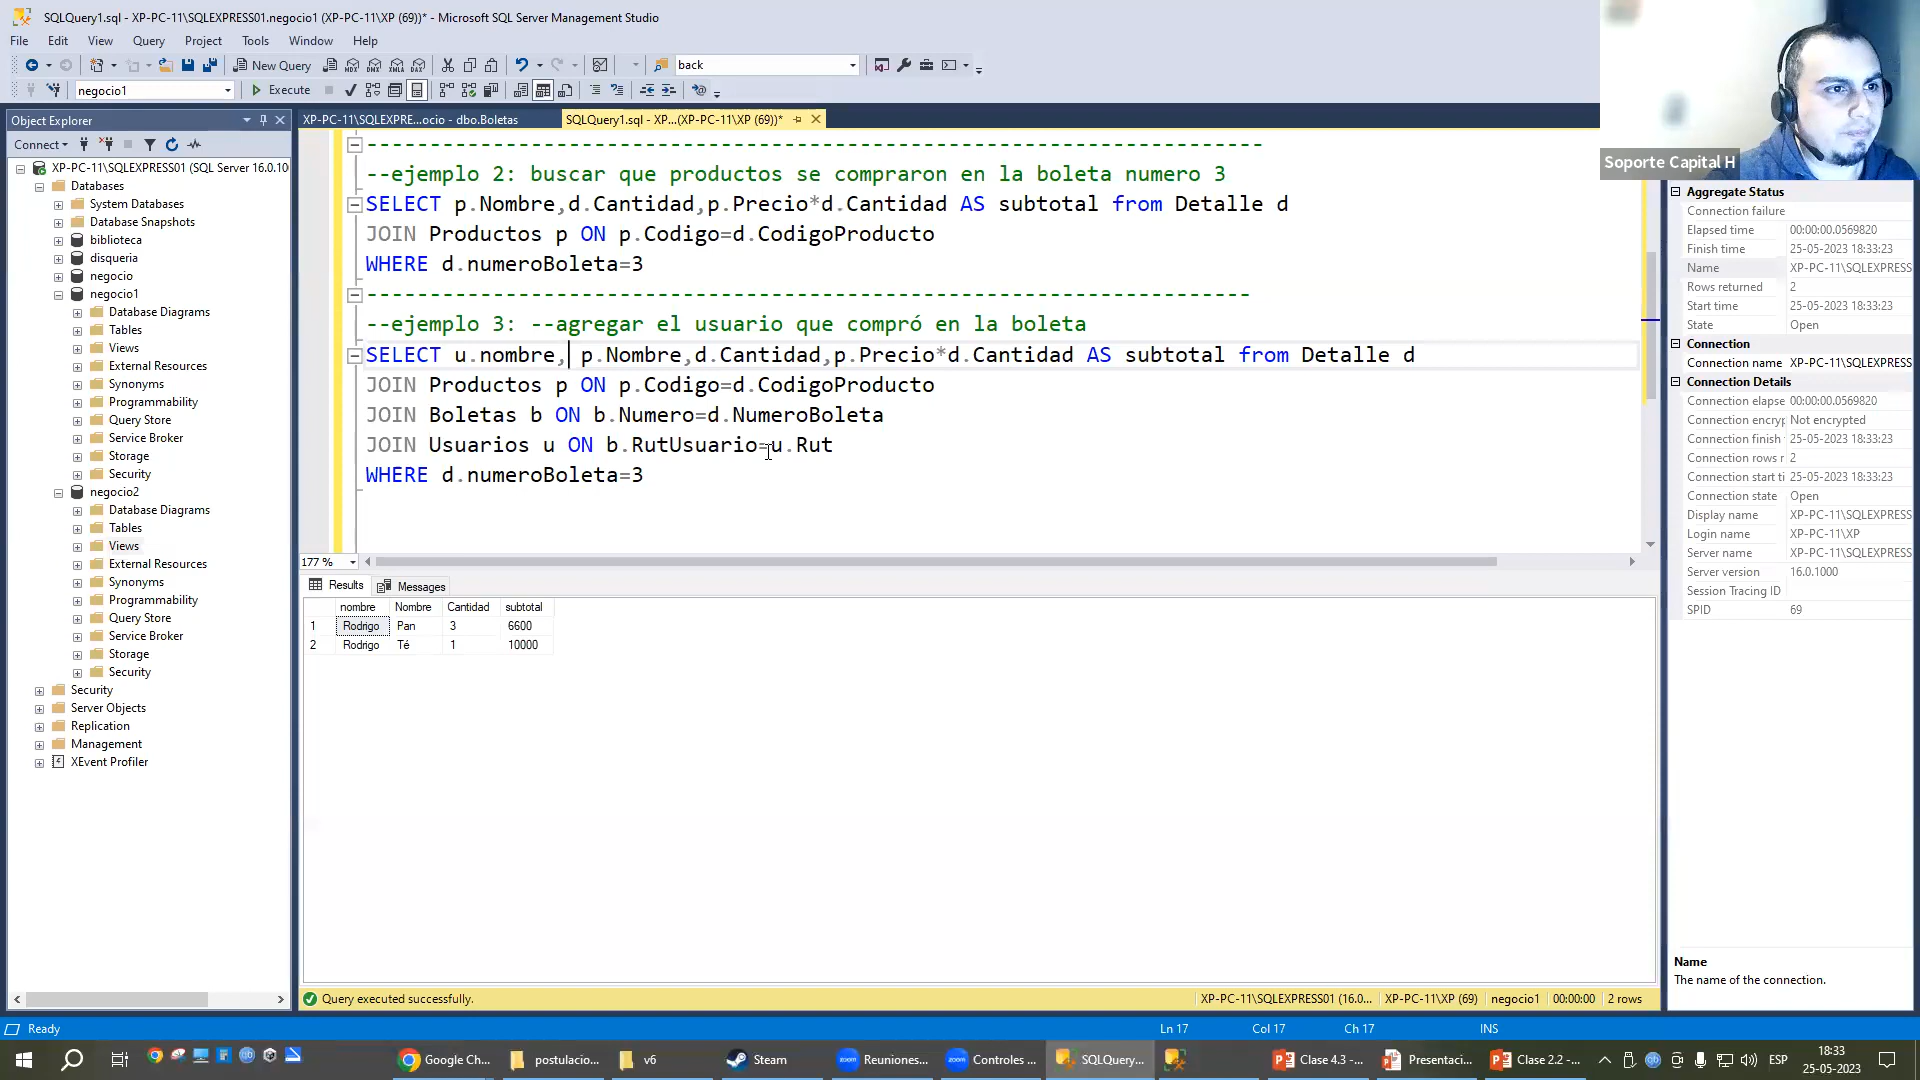 SQLQuery1.sql - XP-PC-11\SQLEXPRESS01.negocio1 (XP-PC-11\XP (69))* - Microsoft SQL Server Management Studio
File Edit View Query Project Tools Window Help
New Query
back
negocio1
Execute
Soporte Capital H
Object Explorer
Connect
XP-PC-11\SQLEXPRESS01 (SQL Server 16.0.10
Databases
System Databases
Database Snapshots
biblioteca
disqueria
negocio
negocio1
Database Diagrams
Tables
Views
External Resources
Synonyms
Programmability
Query Store
Service Broker
Storage
Security
negocio2
Database Diagrams
Tables
Views
External Resources
Synonyms
Programmability
Query Store
Service Broker
Storage
Security
Security
Server Objects
Replication
Management
XEvent Profiler
XP-PC-11\SQLEXPRE...ocio - dbo.Boletas
SQLQuery1.sql - XP...(XP-PC-11\XP (69))*
----------------------------------------------------------------------
--ejemplo 2: buscar que productos se compraron en la boleta numero 3
SELECT p.Nombre,d.Cantidad,p.Precio*d.Cantidad AS subtotal from Detalle d
JOIN Productos p ON p.Codigo=d.CodigoProducto
WHERE d.numeroBoleta=3
---------------------------------------------------------------------
--ejemplo 3: --agregar el usuario que compró en la boleta
SELECT u.nombre, p.Nombre,d.Cantidad,p.Precio*d.Cantidad AS subtotal from Detalle d
JOIN Productos p ON p.Codigo=d.CodigoProducto
JOIN Boletas b ON b.Numero=d.NumeroBoleta
JOIN Usuarios u ON b.RutUsuario=u.Rut
WHERE d.numeroBoleta=3
177 %
Results Messages
nombre Nombre Cantidad subtotal
1 Rodrigo Pan 3 6600
2 Rodrigo Té 1 10000
Query executed successfully.
XP-PC-11\SQLEXPRESS01 (16.0... XP-PC-11\XP (69) negocio1 00:00:00 2 rows
Aggregate Status
Connection failure
Elapsed time 00:00:00.0569820
Finish time 25-05-2023 18:33:23
Name XP-PC-11\SQLEXPRESS
Rows returned 2
Start time 25-05-2023 18:33:23
State Open
Connection
Connection name XP-PC-11\SQLEXPRESS
Connection Details
Connection elapse 00:00:00.0569820
Connection encryp Not encrypted
Connection finish 25-05-2023 18:33:23
Connection rows r 2
Connection start ti 25-05-2023 18:33:23
Connection state Open
Display name XP-PC-11\SQLEXPRESS
Login name XP-PC-11\XP
Server name XP-PC-11\SQLEXPRESS
Server version 16.0.1000
Session Tracing ID
SPID 69
Name
The name of the connection.
Ready
Ln 17 Col 17 Ch 17 INS
Google Ch...
postulacio...
v6
Steam
zoom
Reuniones...
zoom
Controles ...
SQLQuery...
Clase 4.3 -...
Presentaci...
Clase 2.2 -...
ESP
18:33
25-05-2023